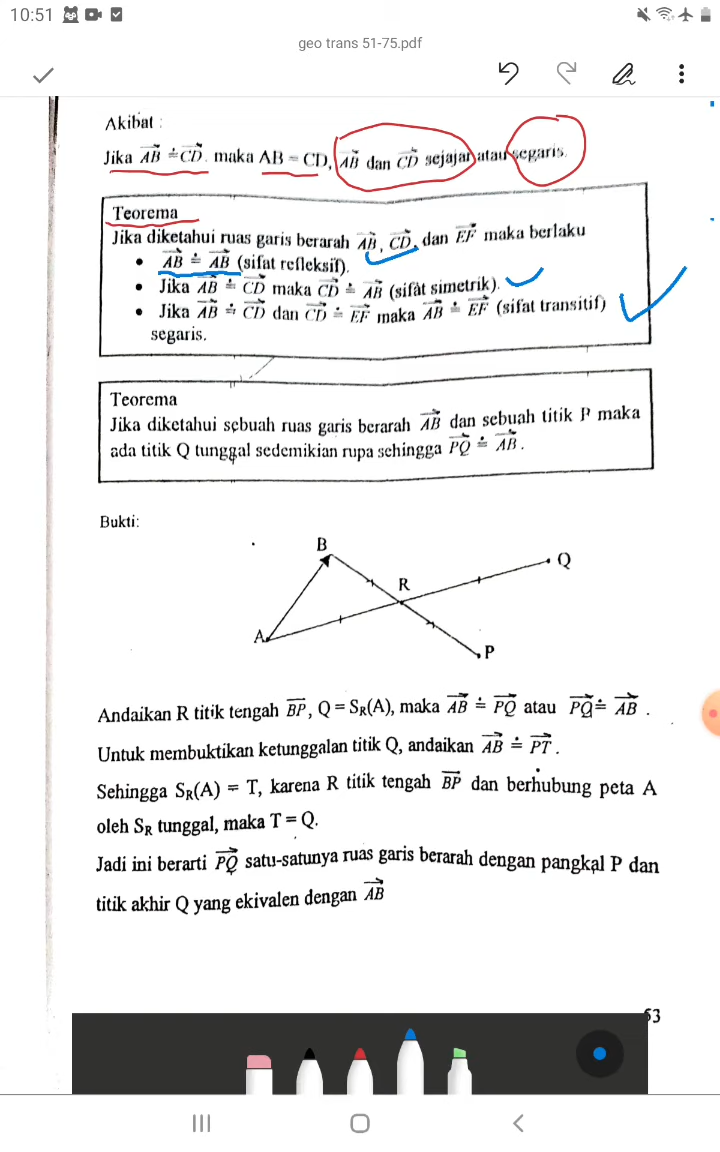 10:51
geo trans 51-75.pdf
Akibat :
Jika AB ≐ CD. maka AB = CD, AB dan CD sejajar atau segaris.
Teorema
Jika diketahui ruas garis berarah AB, CD, dan EF maka berlaku
• AB ≐ AB (sifat refleksif).
• Jika AB ≐ CD maka CD ≐ AB (sifat simetrik).
• Jika AB ≐ CD dan CD ≐ EF maka AB ≐ EF (sifat transitif)
segaris.
Teorema
Jika diketahui sebuah ruas garis berarah AB dan sebuah titik P maka
ada titik Q tunggal sedemikian rupa sehingga PQ ≐ AB.
Bukti:
B
Q
R
A
P
Andaikan R titik tengah BP, Q = SR(A), maka AB ≐ PQ atau PQ ≐ AB.
Untuk membuktikan ketunggalan titik Q, andaikan AB ≐ PT.
Sehingga SR(A) = T, karena R titik tengah BP dan berhubung peta A
oleh SR tunggal, maka T = Q.
Jadi ini berarti PQ satu-satunya ruas garis berarah dengan pangkal P dan
titik akhir Q yang ekivalen dengan AB
53